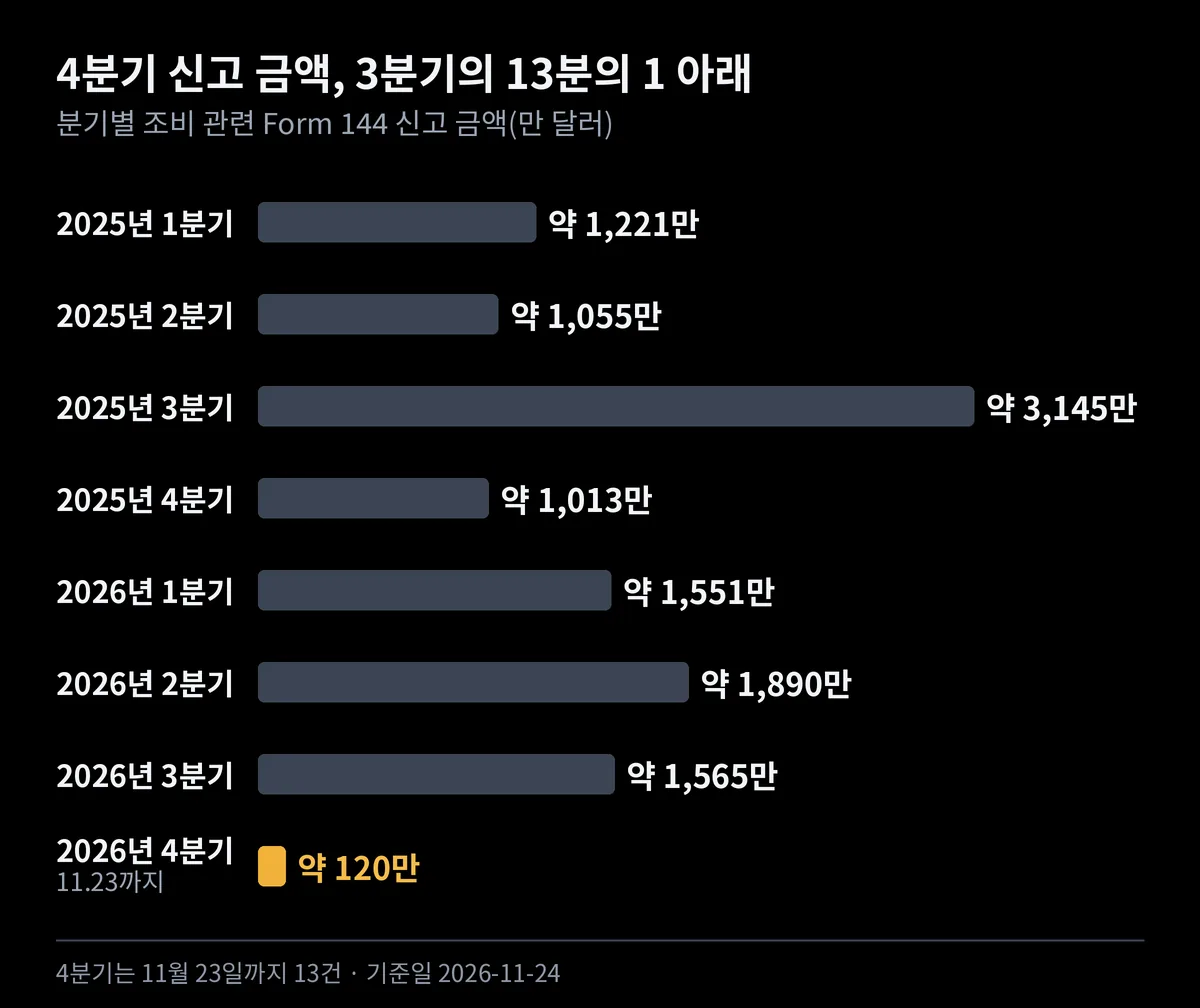 4분기 신고 금액, 3분기의 13분의 1 아래
분기별 조비 관련 Form 144 신고 금액(만 달러)
2025년 1분기 약 1,221만
2025년 2분기 약 1,055만
2025년 3분기 약 3,145만
2025년 4분기 약 1,013만
2026년 1분기 약 1,551만
2026년 2분기 약 1,890만
2026년 3분기 약 1,565만
2026년 4분기 약 120만
11.23까지
4분기는 11월 23일까지 13건 · 기준일 2026-11-24